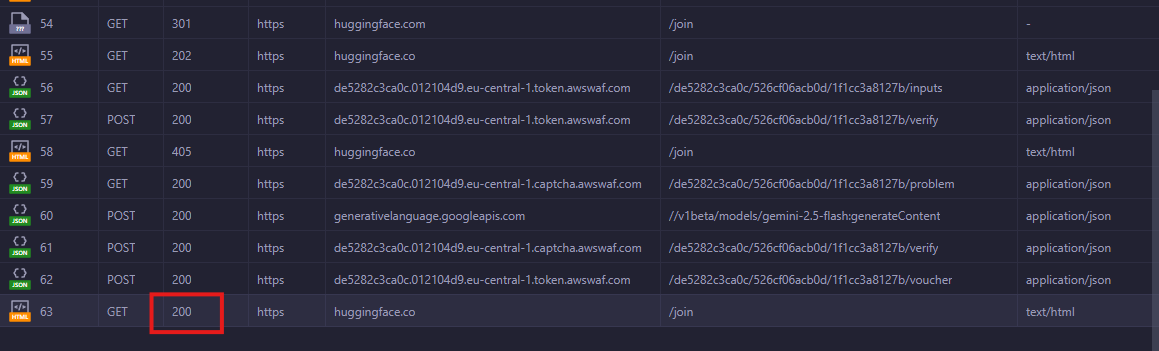 ??? 54 GET 301 https huggingface.com /join -
</> HTML 55 GET 202 https huggingface.co /join text/html
{} JSON 56 GET 200 https de5282c3ca0c.012104d9.eu-central-1.token.awswaf.com /de5282c3ca0c/526cf06acb0d/1f1cc3a8127b/inputs application/json
{} JSON 57 POST 200 https de5282c3ca0c.012104d9.eu-central-1.token.awswaf.com /de5282c3ca0c/526cf06acb0d/1f1cc3a8127b/verify application/json
</> HTML 58 GET 405 https huggingface.co /join text/html
{} JSON 59 GET 200 https de5282c3ca0c.012104d9.eu-central-1.captcha.awswaf.com /de5282c3ca0c/526cf06acb0d/1f1cc3a8127b/problem application/json
{} JSON 60 POST 200 https generativelanguage.googleapis.com //v1beta/models/gemini-2.5-flash:generateContent application/json
{} JSON 61 POST 200 https de5282c3ca0c.012104d9.eu-central-1.captcha.awswaf.com /de5282c3ca0c/526cf06acb0d/1f1cc3a8127b/verify application/json
{} JSON 62 POST 200 https de5282c3ca0c.012104d9.eu-central-1.token.awswaf.com /de5282c3ca0c/526cf06acb0d/1f1cc3a8127b/voucher application/json
</> HTML 63 GET 200 https huggingface.co /join text/html